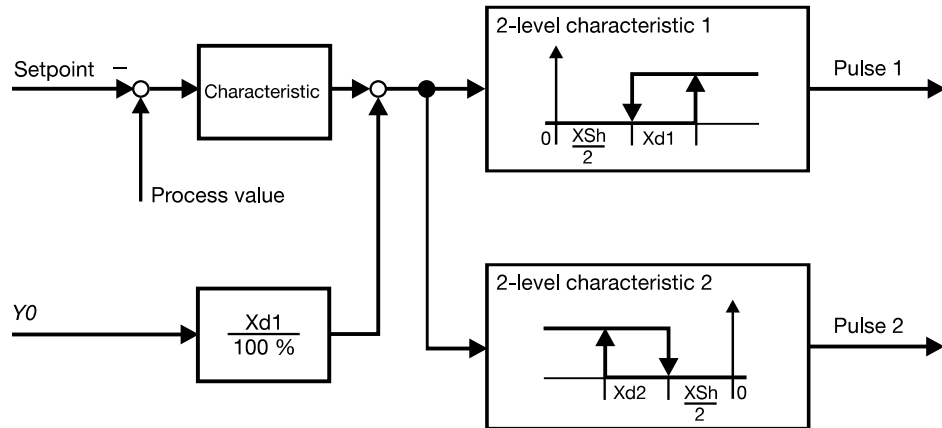 2-level characteristic 1
Setpoint
−
Characteristic
Pulse 1
0
XSh
2
Xd1
Process value
2-level characteristic 2
Y0
Xd1
100 %
Pulse 2
Xd2
XSh
2
0